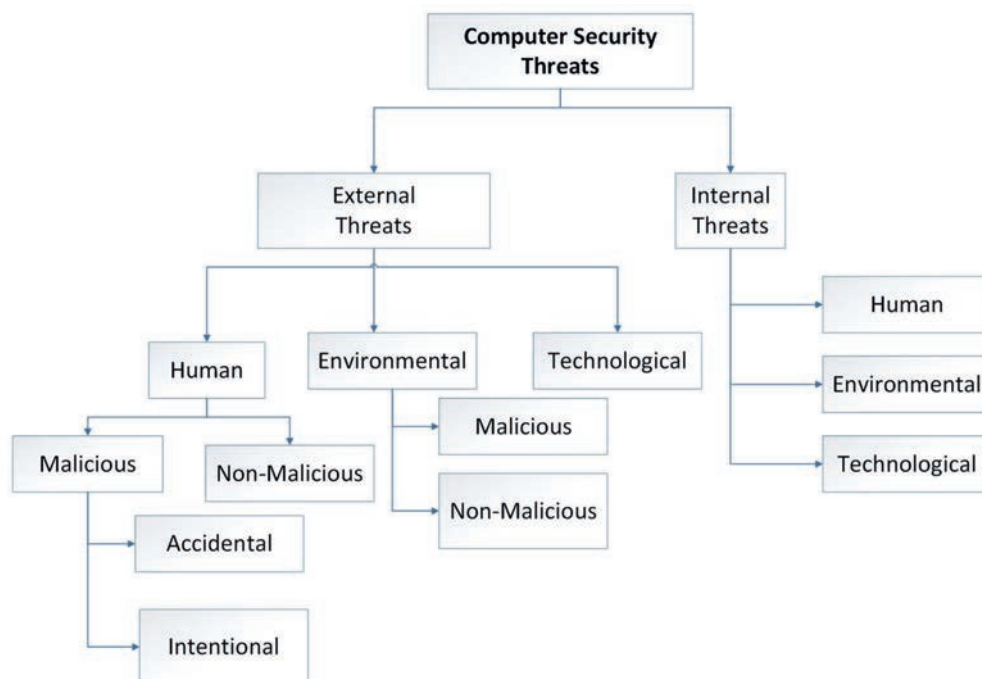 Computer Security
Threats
External
Threats
Internal
Threats
Human
Environmental
Technological
Human
Environmental
Technological
Malicious
Non-Malicious
Malicious
Non-Malicious
Accidental
Intentional